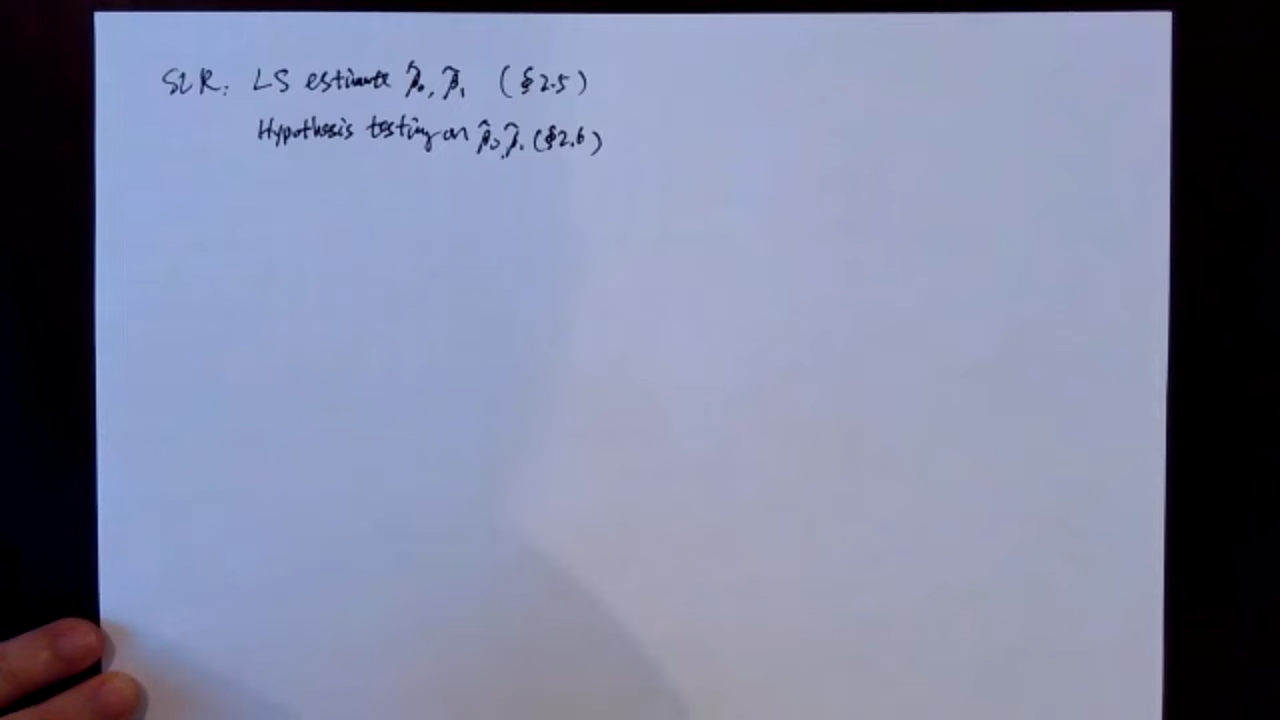 SLR: LS estimate β̂₀, β̂₁ (§2.5)
Hypothesis testing on β̂₀, β̂₁ (§2.6)